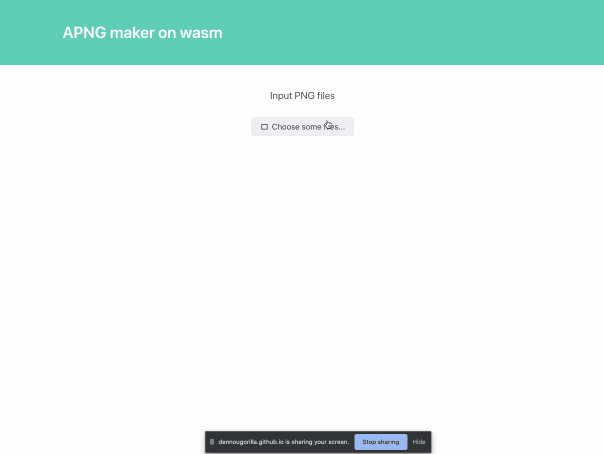 APNG maker on wasm
Input PNG files
Choose some files...
dennougorilla.github.io is sharing your screen.
Stop sharing
Hide